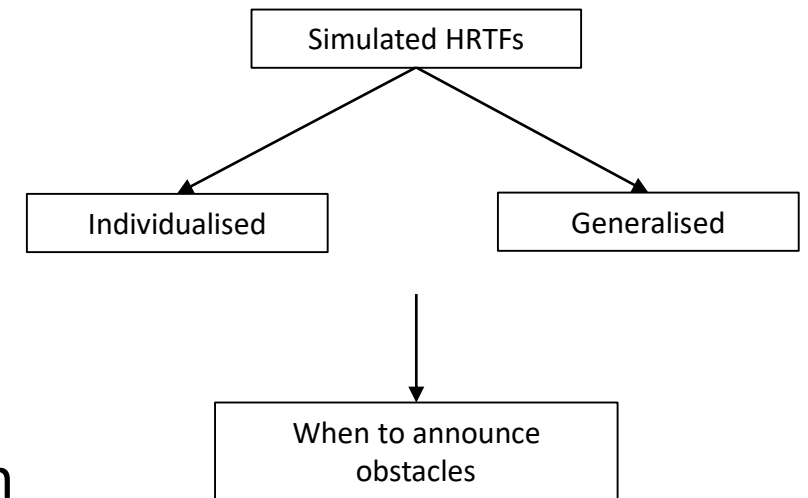 Simulated HRTFs
Individualised
Generalised
When to announce
obstacles